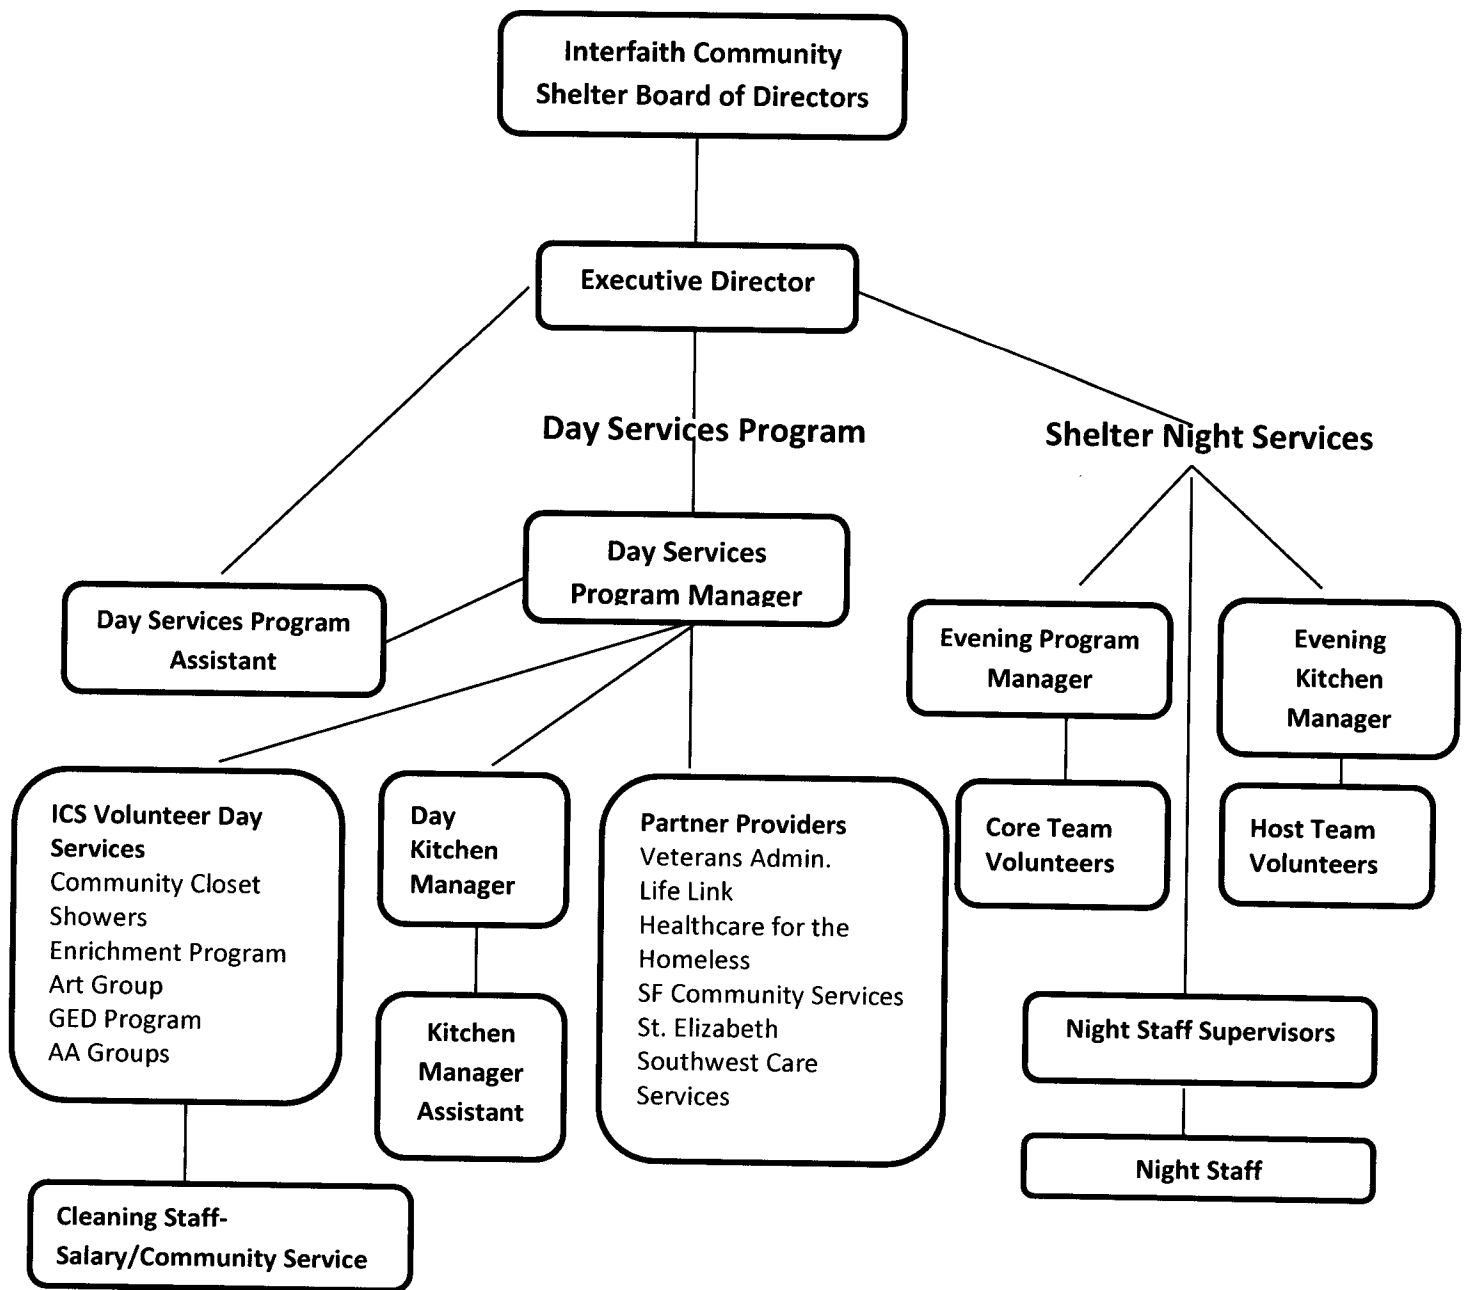 Interfaith Community
Shelter Board of Directors
Executive Director
Day Services Program
Shelter Night Services
Day Services
Program Manager
Day Services Program
Assistant
Evening Program
Manager
Evening
Kitchen
Manager
ICS Volunteer Day
Services
Community Closet
Showers
Enrichment Program
Art Group
GED Program
AA Groups
Day
Kitchen
Manager
Partner Providers
Veterans Admin.
Life Link
Healthcare for the
Homeless
SF Community Services
St. Elizabeth
Southwest Care
Services
Core Team
Volunteers
Host Team
Volunteers
Kitchen
Manager
Assistant
Night Staff Supervisors
Night Staff
Cleaning Staff-
Salary/Community Service